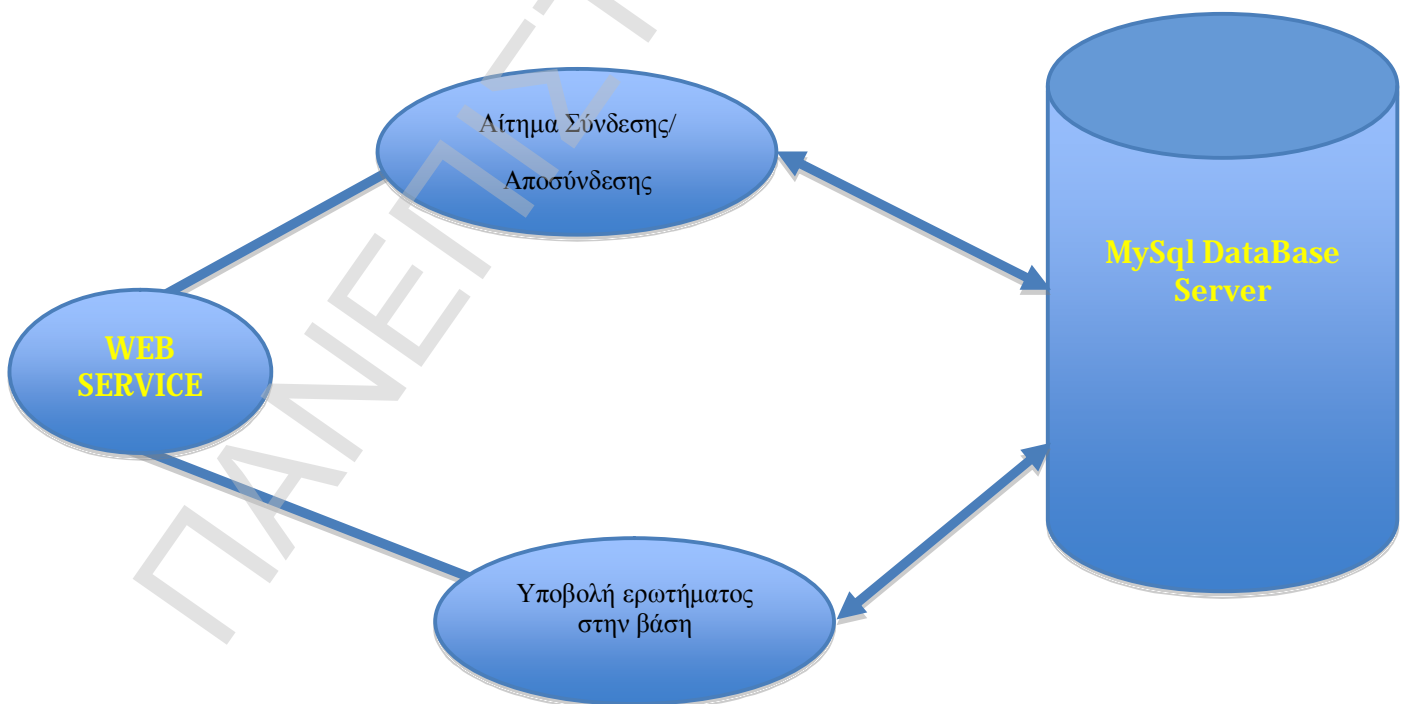 Αίτημα Σύνδεσης/
Αποσύνδεσης
MySql DataBase
Server
WEB
SERVICE
Υποβολή ερωτήματος
στην βάση